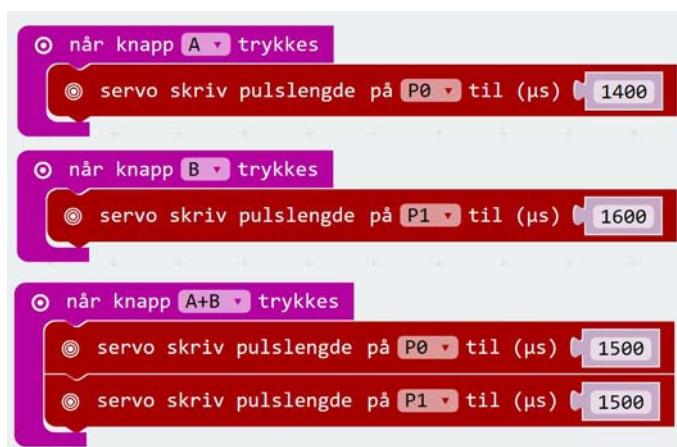 når knapp A trykkes
servo skriv pulslengde på P0 til (µs) 1400
når knapp B trykkes
servo skriv pulslengde på P1 til (µs) 1600
når knapp A+B trykkes
servo skriv pulslengde på P0 til (µs) 1500
servo skriv pulslengde på P1 til (µs) 1500